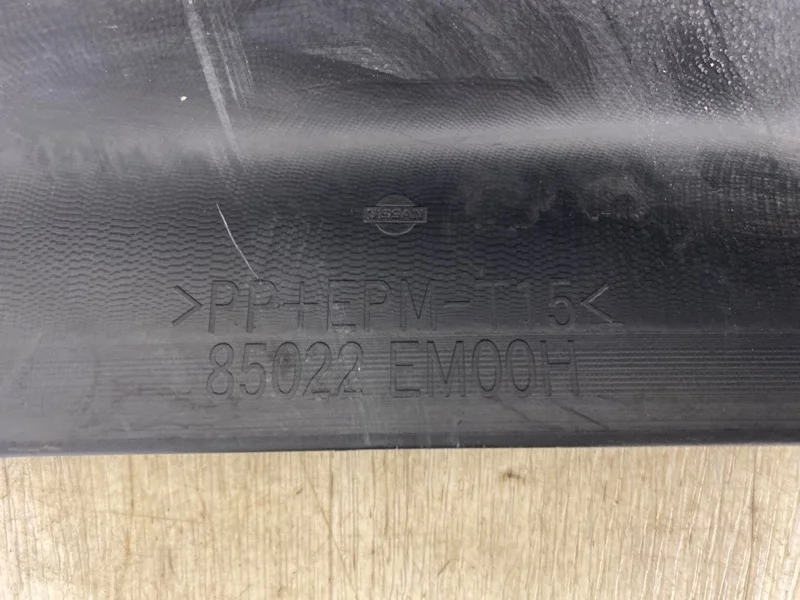 NISSAN
>PP+EPM-T15<
85022 EM00H